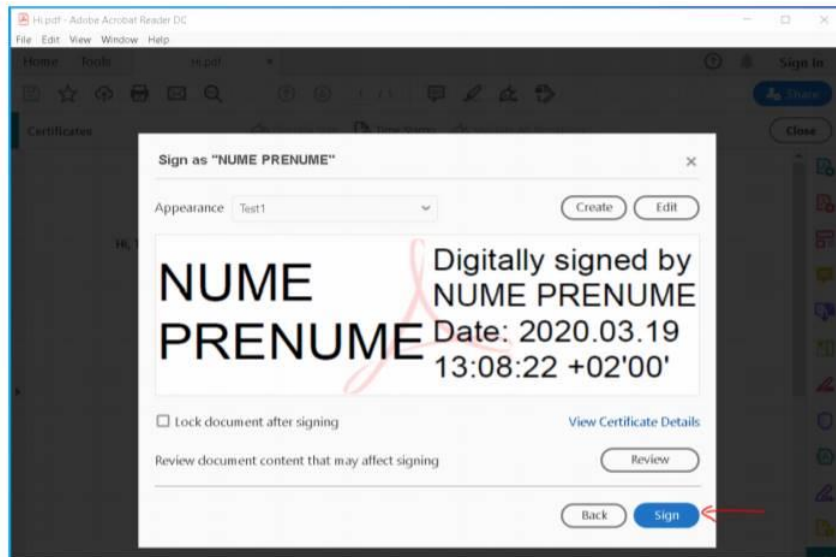 Hi.pdf - Adobe Acrobat Reader DC
File Edit View Window Help
Home Tools Hi.pdf × Sign In
Share
Certificates Close
Hi,
Sign as "NUME PRENUME" ×
Appearance Test1 Create Edit
NUME
PRENUME
Digitally signed by
NUME PRENUME
Date: 2020.03.19
13:08:22 +02'00'
Lock document after signing View Certificate Details
Review document content that may affect signing Review
Back Sign